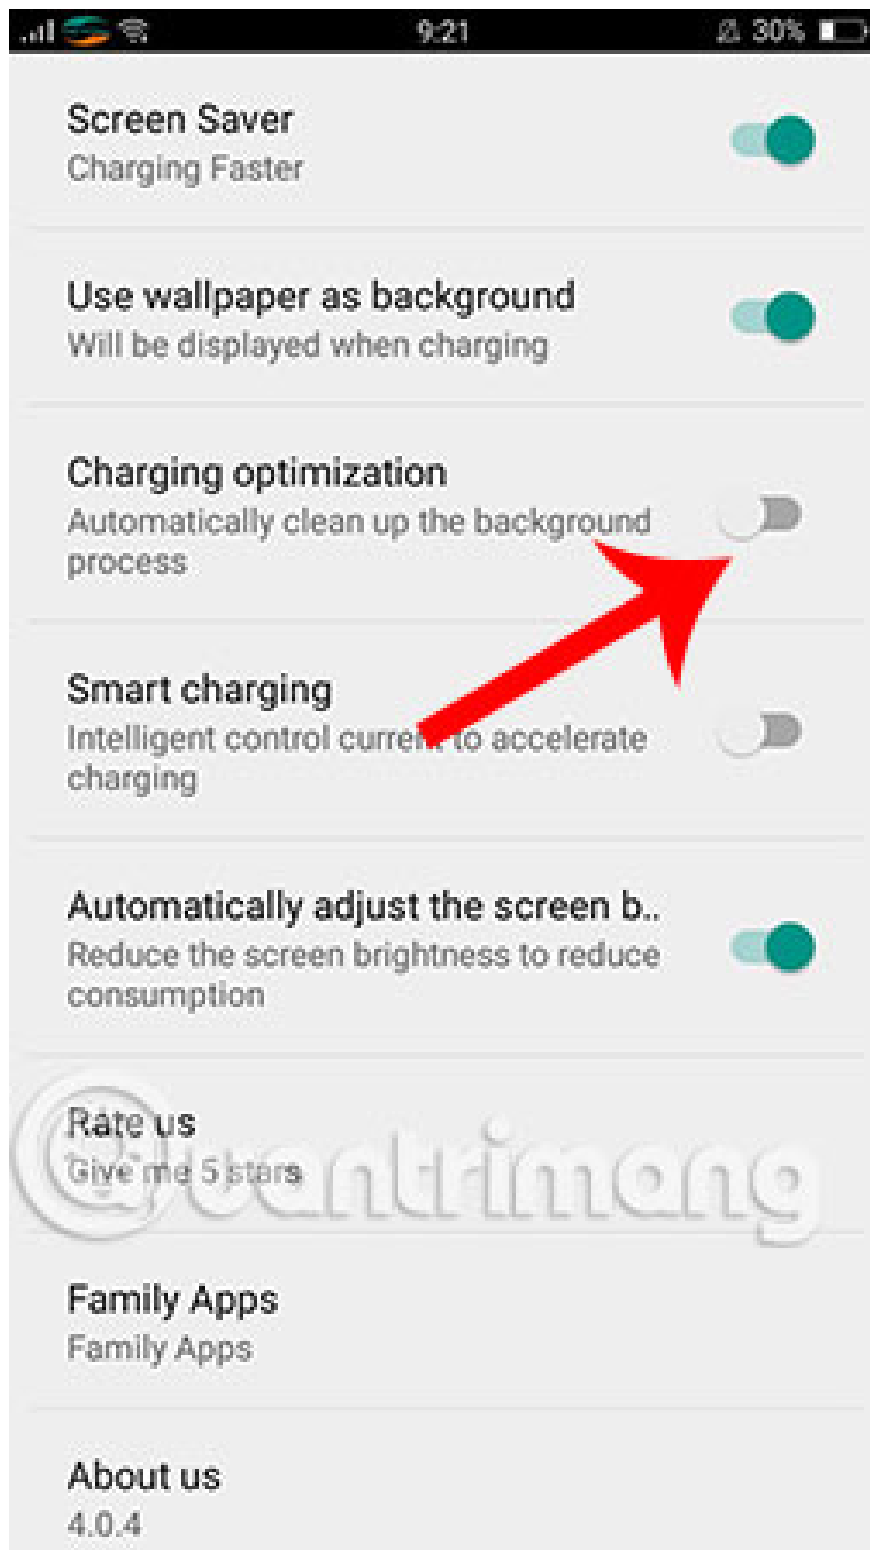 9:21
30%
Screen Saver
Charging Faster
Use wallpaper as background
Will be displayed when charging
Charging optimization
Automatically clean up the background
process
Smart charging
Intelligent control current to accelerate
charging
Automatically adjust the screen b..
Reduce the screen brightness to reduce
consumption
Rate us
Give me 5 stars
uantrimang
Family Apps
Family Apps
About us
4.0.4